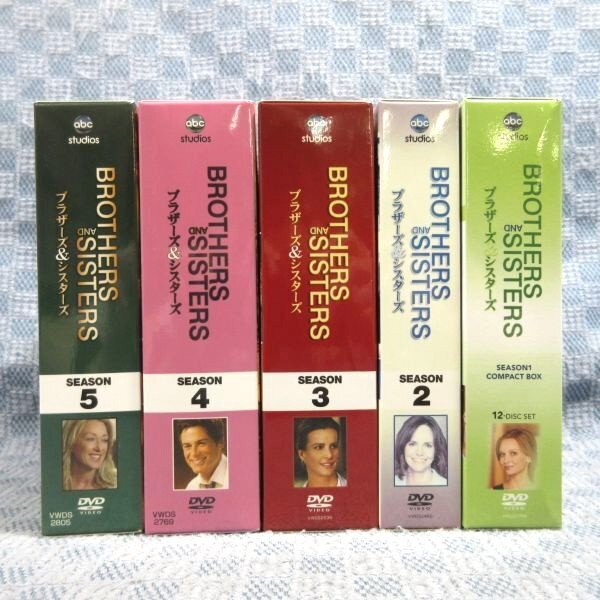 abc
studios
BROTHERS
AND
SISTERS
ブラザーズ&シスターズ
SEASON
5
DVD
VIDEO
VWDS
2805
abc
studios
BROTHERS
AND
SISTERS
ブラザーズ&シスターズ
SEASON
4
DVD
VIDEO
VWDS
2769
abc
studios
BROTHERS
AND
SISTERS
ブラザーズ&シスターズ
SEASON
3
DVD
VIDEO
abc
studios
BROTHERS
AND
SISTERS
ブラザーズ&シスターズ
SEASON
2
DVD
VIDEO
abc
studios
BROTHERS
AND
SISTERS
ブラザーズ&シスターズ
SEASON1
COMPACT BOX
12-DISC SET
DVD
VIDEO